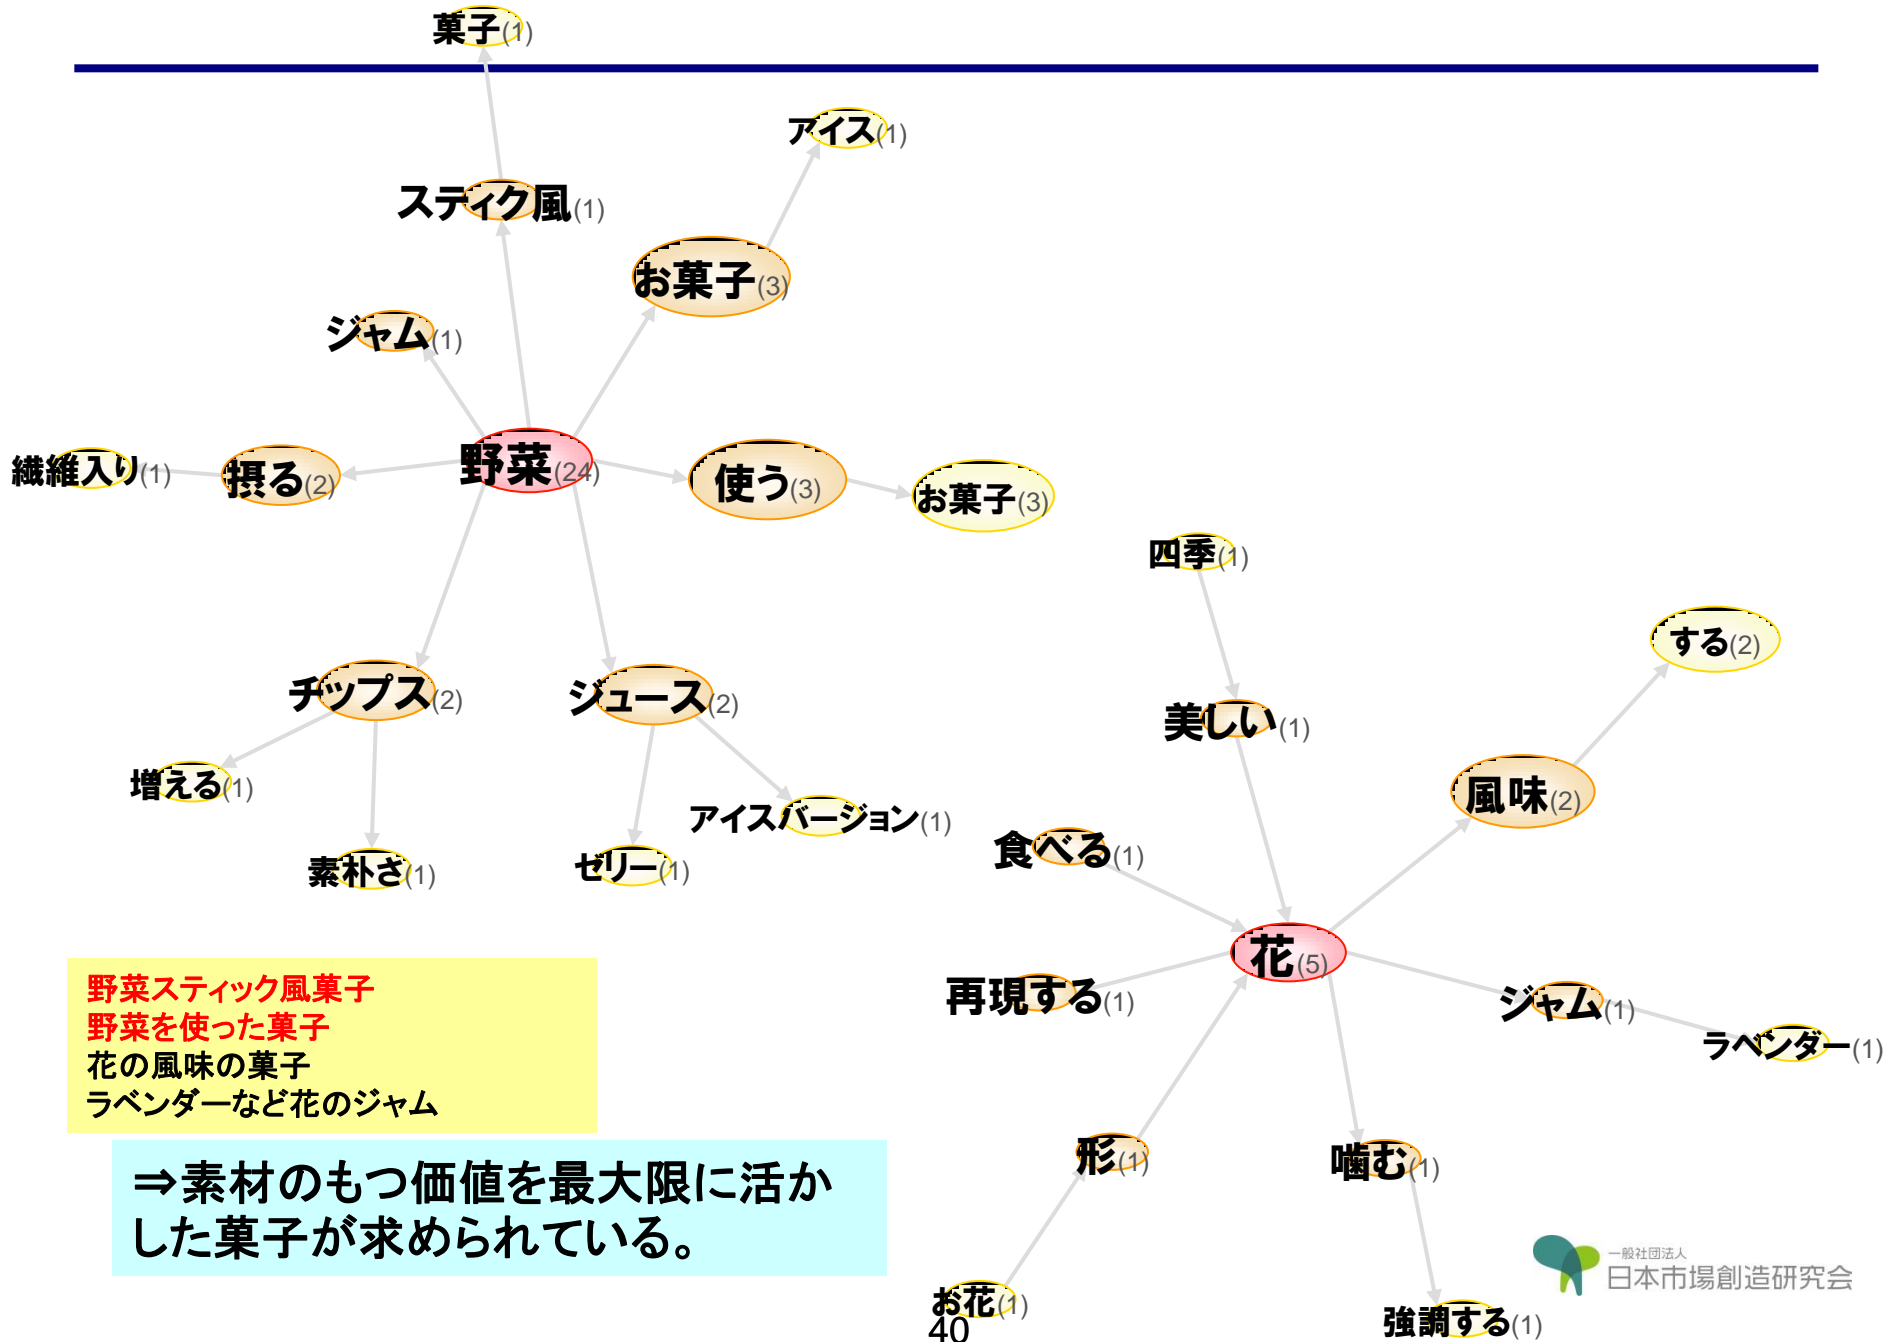 菓子(1)
アイス(1)
スティク風(1)
お菓子(3)
ジャム(1)
繊維入り(1)
摂る(2)
野菜(24)
使う(3)
お菓子(3)
四季(1)
する(2)
チップス(2)
ジュース(2)
美しい(1)
増える(1)
風味(2)
アイスバージョン(1)
素朴さ(1)
ゼリー(1)
食べる(1)
花(5)
再現する(1)
ジャム(1)
ラベンダー(1)
野菜スティック風菓子
野菜を使った菓子
花の風味の菓子
ラベンダーなど花のジャム
形(1)
噛む(1)
⇒素材のもつ価値を最大限に活か
した菓子が求められている。
お花(1)
強調する(1)
一般社団法人
日本市場創造研究会
40